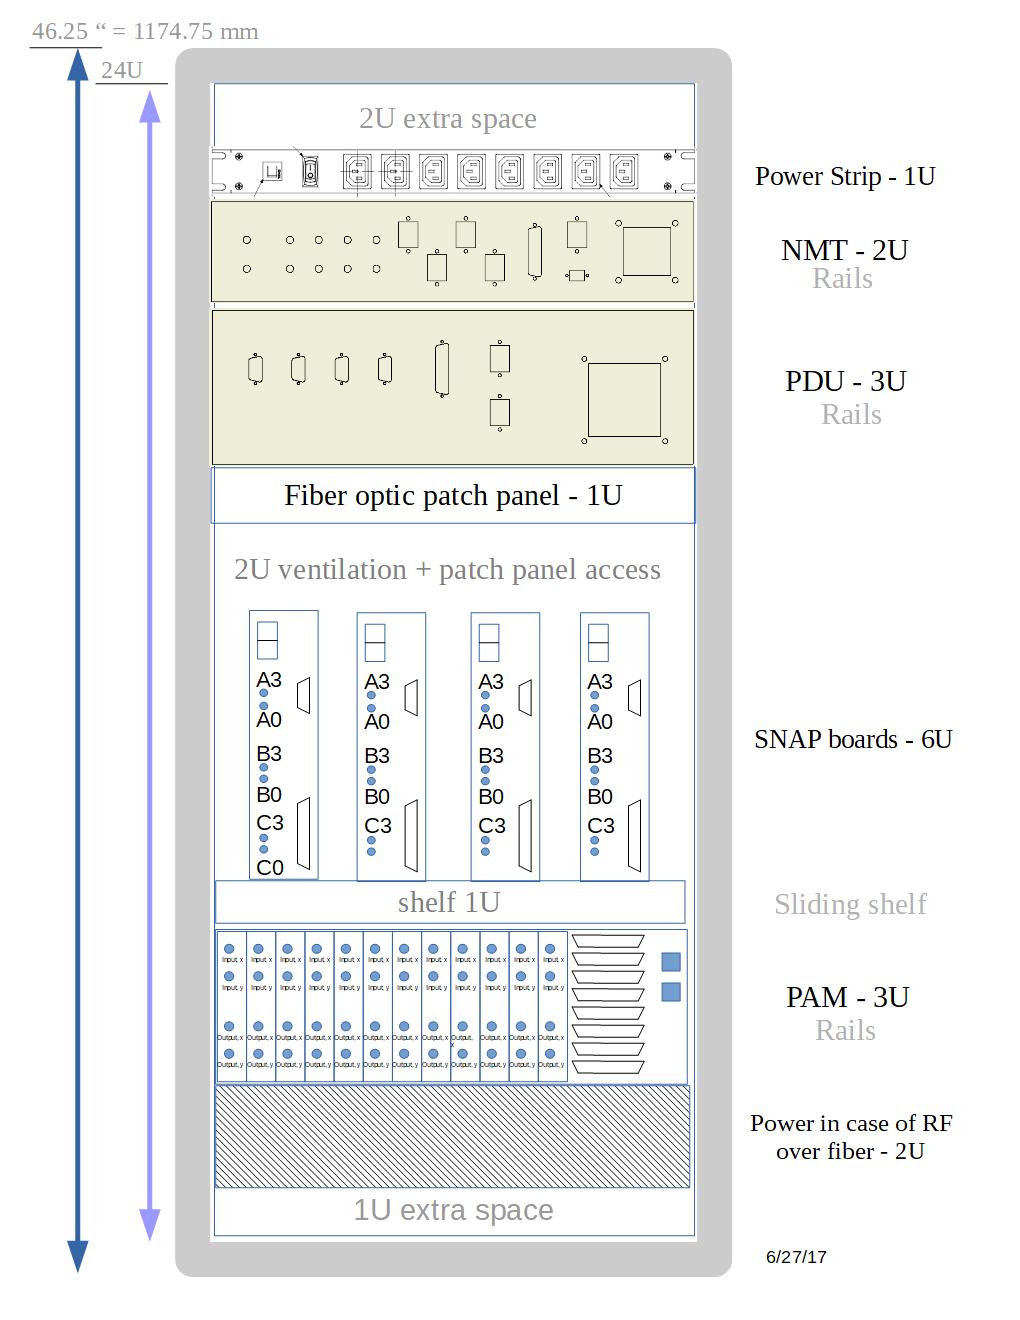 46.25 “ = 1174.75 mm
24U
2U extra space
Power Strip - 1U
NMT - 2U
Rails
PDU - 3U
Rails
Fiber optic patch panel - 1U
2U ventilation + patch panel access
A3 A3 A3 A3
A0 A0 A0 A0
B3 B3 B3 B3
B0 B0 B0 B0
C3 C3 C3 C3
C0
SNAP boards - 6U
shelf 1U
Sliding shelf
Input, x Input, x Input, x Input, x Input, x Input, x Input, x Input, x Input, x Input, x Input, x Input, x
Input, y Input, y Input, y Input, y Input, y Input, y Input, y Input, y Input, y Input, y Input, y Input, y
Output, x Output, x Output, x Output, x Output, x Output, x Output, x Output, x Output, x Output, x Output, x Output, x
Output, y Output, y Output, y Output, y Output, y Output, y Output, y Output, y Output, y Output, y Output, y Output, y
PAM - 3U
Rails
Power in case of RF
over fiber - 2U
1U extra space
6/27/17